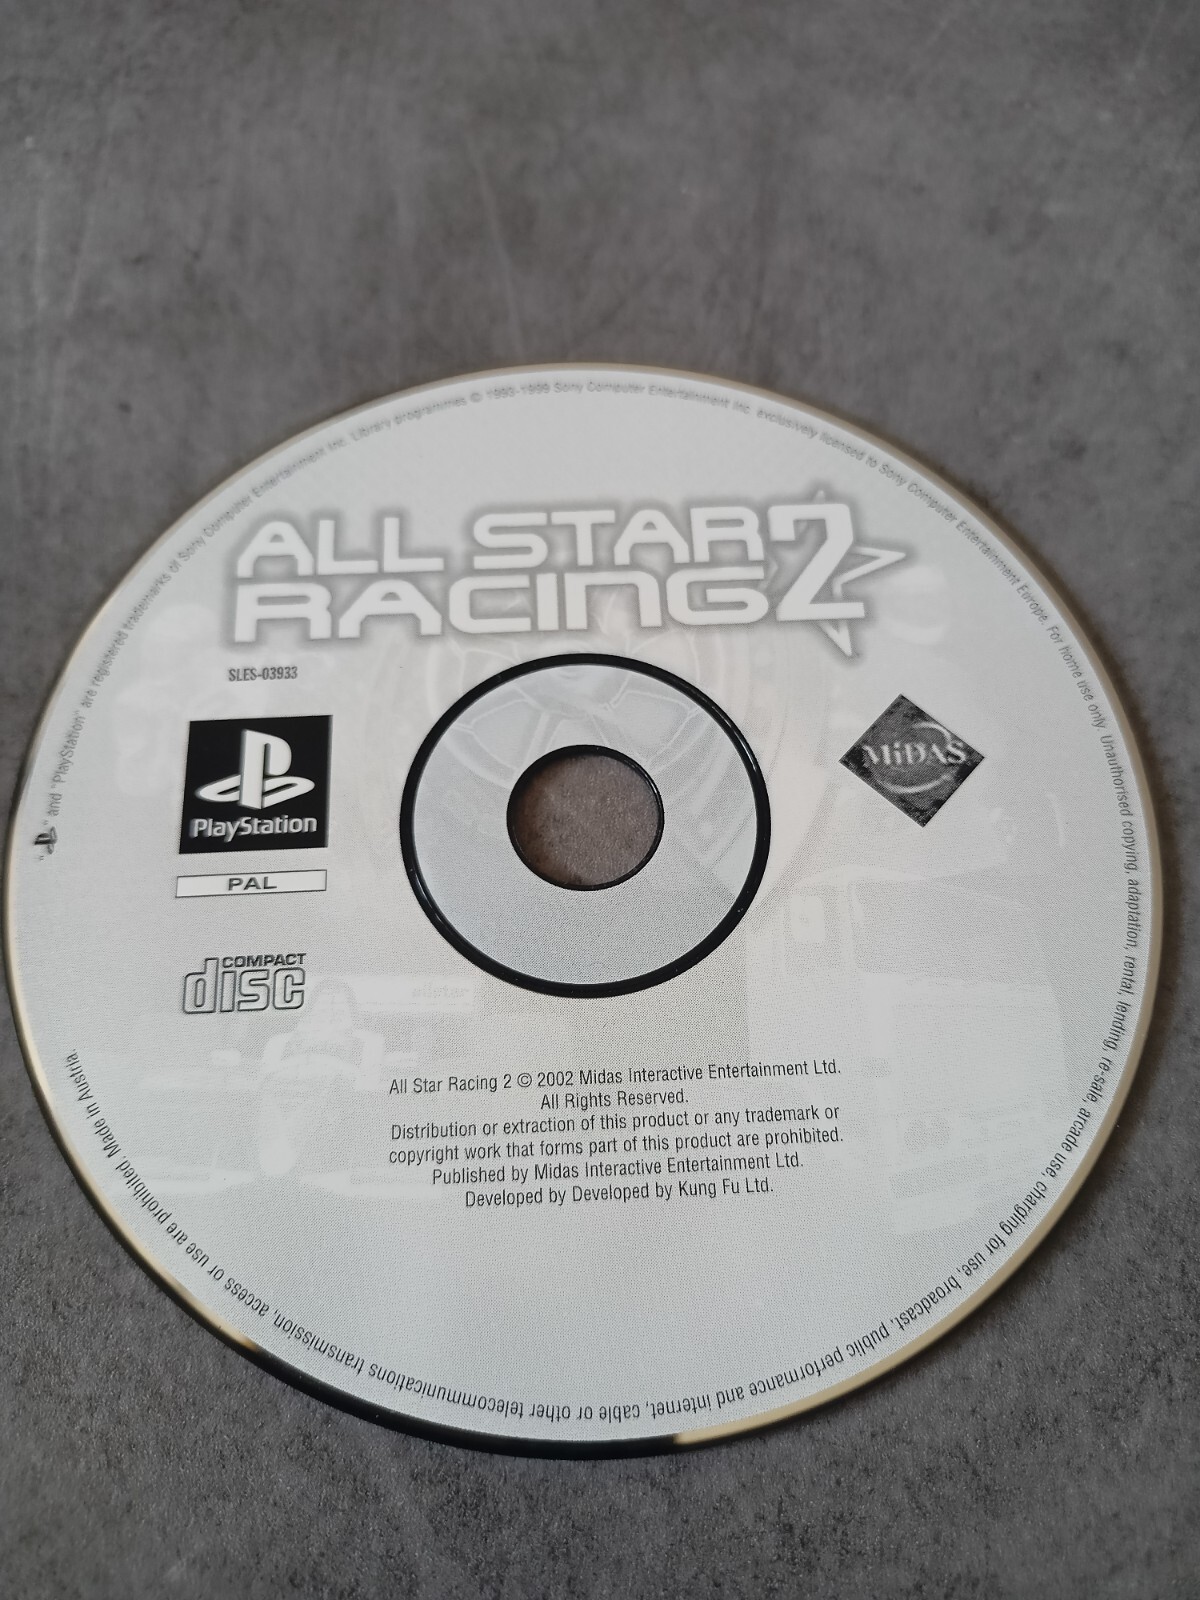 ALL STAR
RACING 2
SLES-03933
PlayStation
PAL
COMPACT
disc
MiDAS
All Star Racing 2 © 2002 Midas Interactive Entertainment Ltd.
All Rights Reserved.
Distribution or extraction of this product or any trademark or
copyright work that forms part of this product are prohibited.
Published by Midas Interactive Entertainment Ltd.
Developed by Developed by Kung Fu Ltd.
" " and "PlayStation" are registered trademarks of Sony Computer Entertainment Inc. Library programmes © 1993-1999 Sony Computer Entertainment Inc. exclusively licensed to Sony Computer Entertainment Europe. For home use only. Unauthorised copying, adaptation, rental, lending, re-sale, arcade use, charging for use, broadcast, public performance and internet, cable or other telecommunications transmission, access or use are prohibited. Made in Austria.